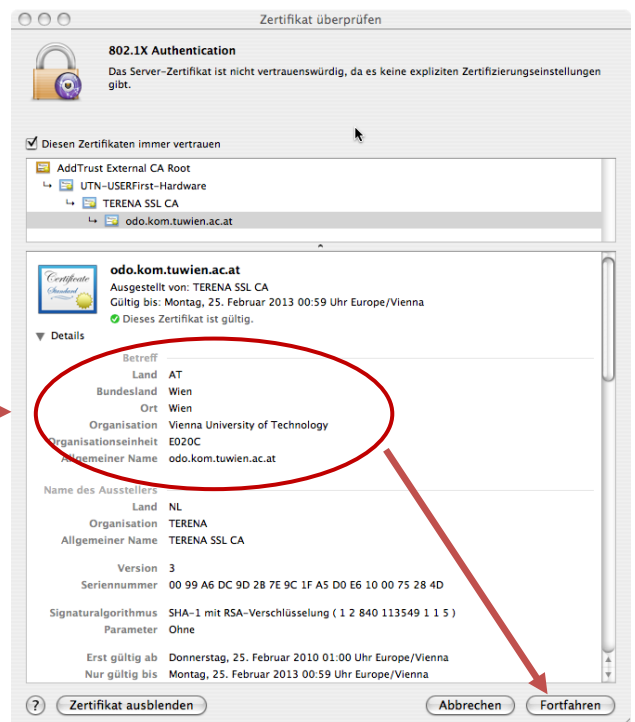 Zertifikat überprüfen
802.1X Authentication
Das Server-Zertifikat ist nicht vertrauenswürdig, da es keine expliziten Zertifizierungseinstellungen
gibt.
Diesen Zertifikaten immer vertrauen
AddTrust External CA Root
UTN-USERFirst-Hardware
TERENA SSL CA
odo.kom.tuwien.ac.at
Certificate
Standard
odo.kom.tuwien.ac.at
Ausgestellt von: TERENA SSL CA
Gültig bis: Montag, 25. Februar 2013 00:59 Uhr Europe/Vienna
Dieses Zertifikat ist gültig.
Details
Betreff
Land AT
Bundesland Wien
Ort Wien
Organisation Vienna University of Technology
Organisationseinheit E020C
Allgemeiner Name odo.kom.tuwien.ac.at
Name des Ausstellers
Land NL
Organisation TERENA
Allgemeiner Name TERENA SSL CA
Version 3
Seriennummer 00 99 A6 DC 9D 2B 7E 9C 1F A5 D0 E6 10 00 75 28 4D
Signaturalgorithmus SHA-1 mit RSA-Verschlüsselung ( 1 2 840 113549 1 1 5 )
Parameter Ohne
Erst gültig ab Donnerstag, 25. Februar 2010 01:00 Uhr Europe/Vienna
Nur gültig bis Montag, 25. Februar 2013 00:59 Uhr Europe/Vienna
? Zertifikat ausblenden Abbrechen Fortfahren